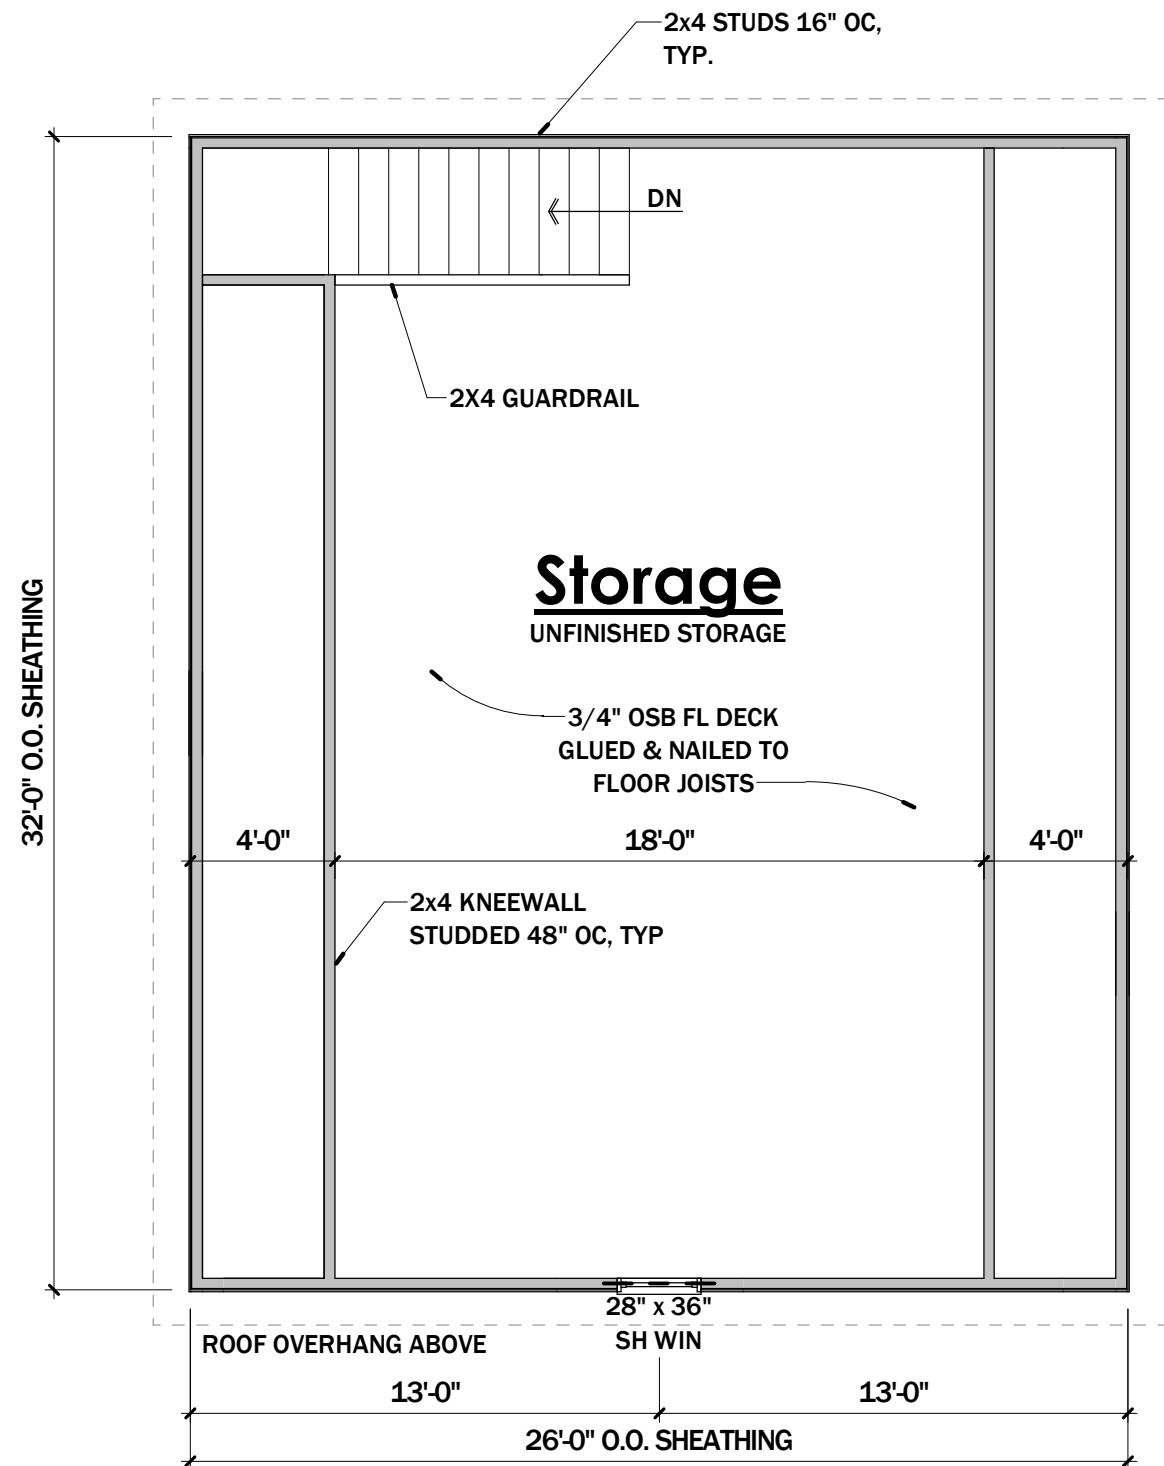 2x4 STUDS 16" OC,
TYP.
DN
2X4 GUARDRAIL
Storage
UNFINISHED STORAGE
3/4" OSB FL DECK
GLUED & NAILED TO
FLOOR JOISTS
32'-0" O.O. SHEATHING
4'-0"
18'-0"
4'-0"
2x4 KNEEWALL
STUDDED 48" OC, TYP
28" x 36"
SH WIN
ROOF OVERHANG ABOVE
13'-0"
13'-0"
26'-0" O.O. SHEATHING